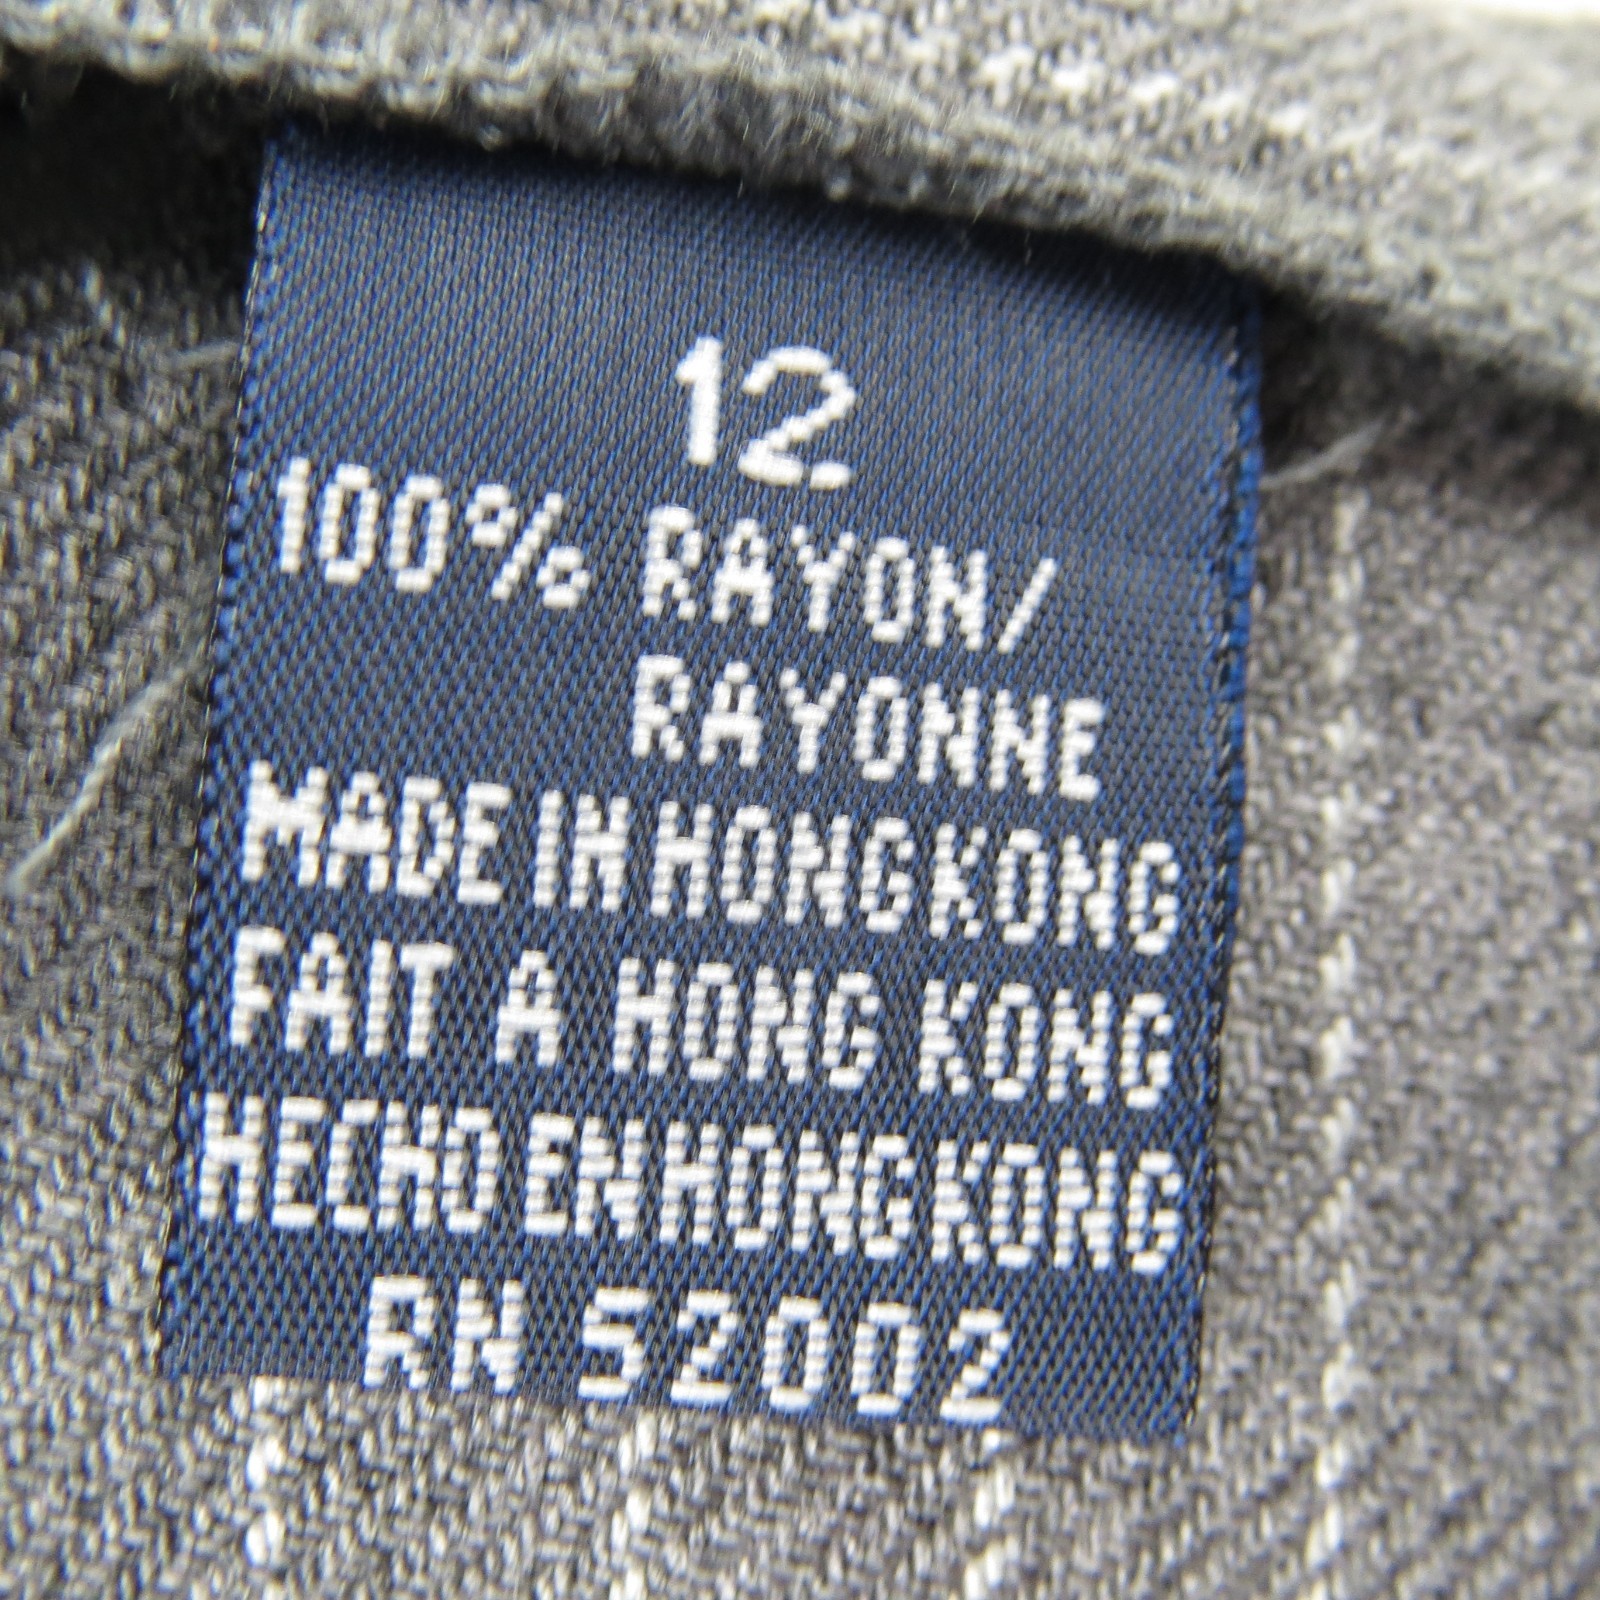 12.
100% RAYON/
RAYONNE
MADE IN HONG KONG
FAIT A HONG KONG
HECHO EN HONG KONG
RN 52002